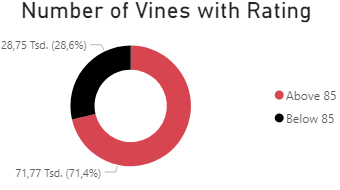 Number of Vines with Rating
28,75 Tsd. (28,6%)
Above 85
Below 85
71,77 Tsd. (71,4%)